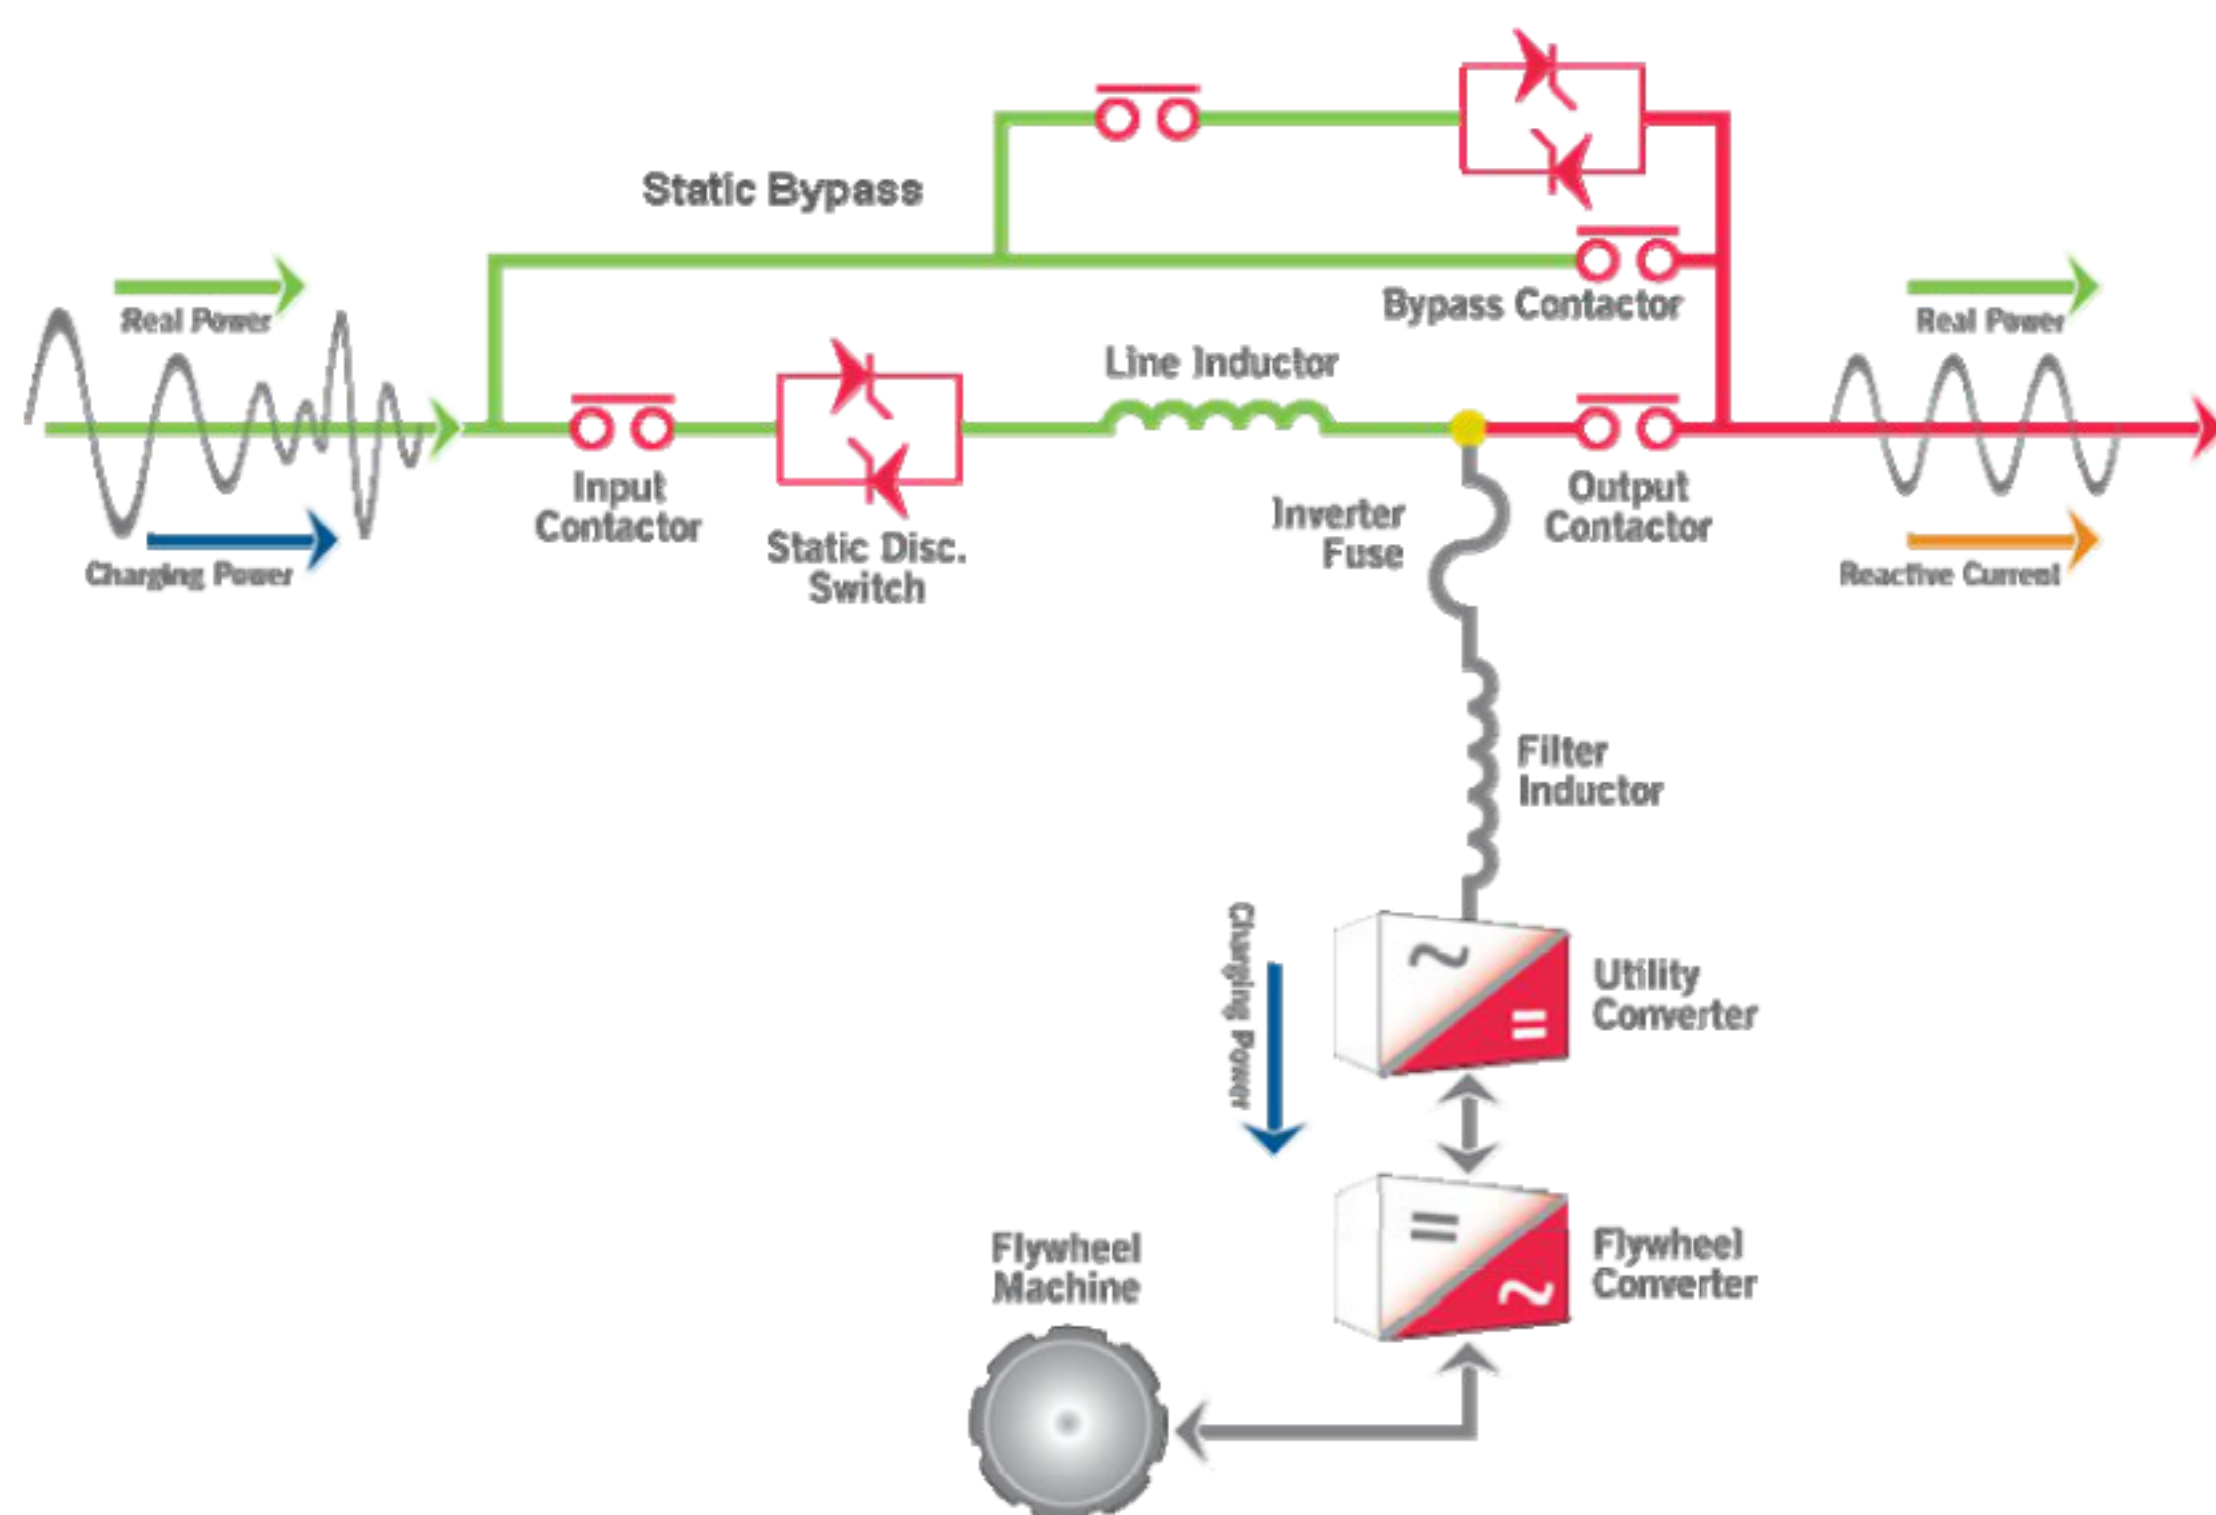 Static Bypass
Real Power
Bypass Contactor
Real Power
Line Inductor
Input
Contactor
Static Disc.
Switch
Inverter
Fuse
Output
Contactor
Charging Power
Reactive Current
Filter
Inductor
Charging Power
Utility
Converter
Flywheel
Machine
Flywheel
Converter